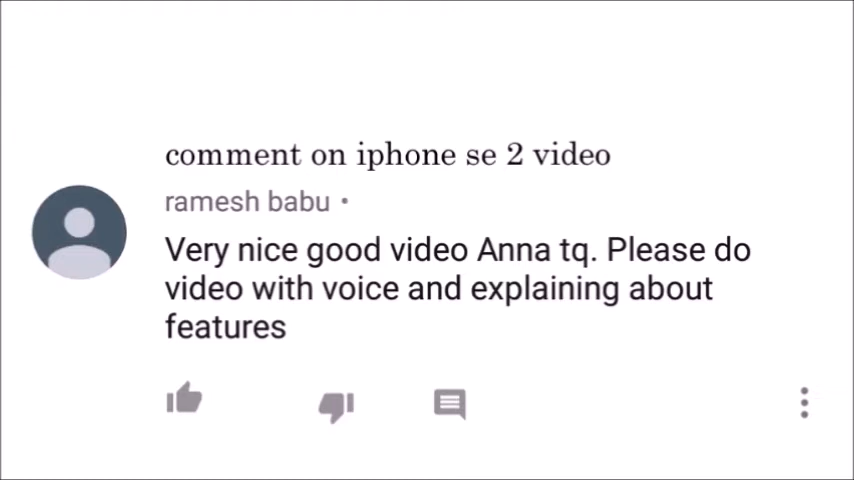 comment on iphone se 2 video
ramesh babu •
Very nice good video Anna tq. Please do
video with voice and explaining about
features